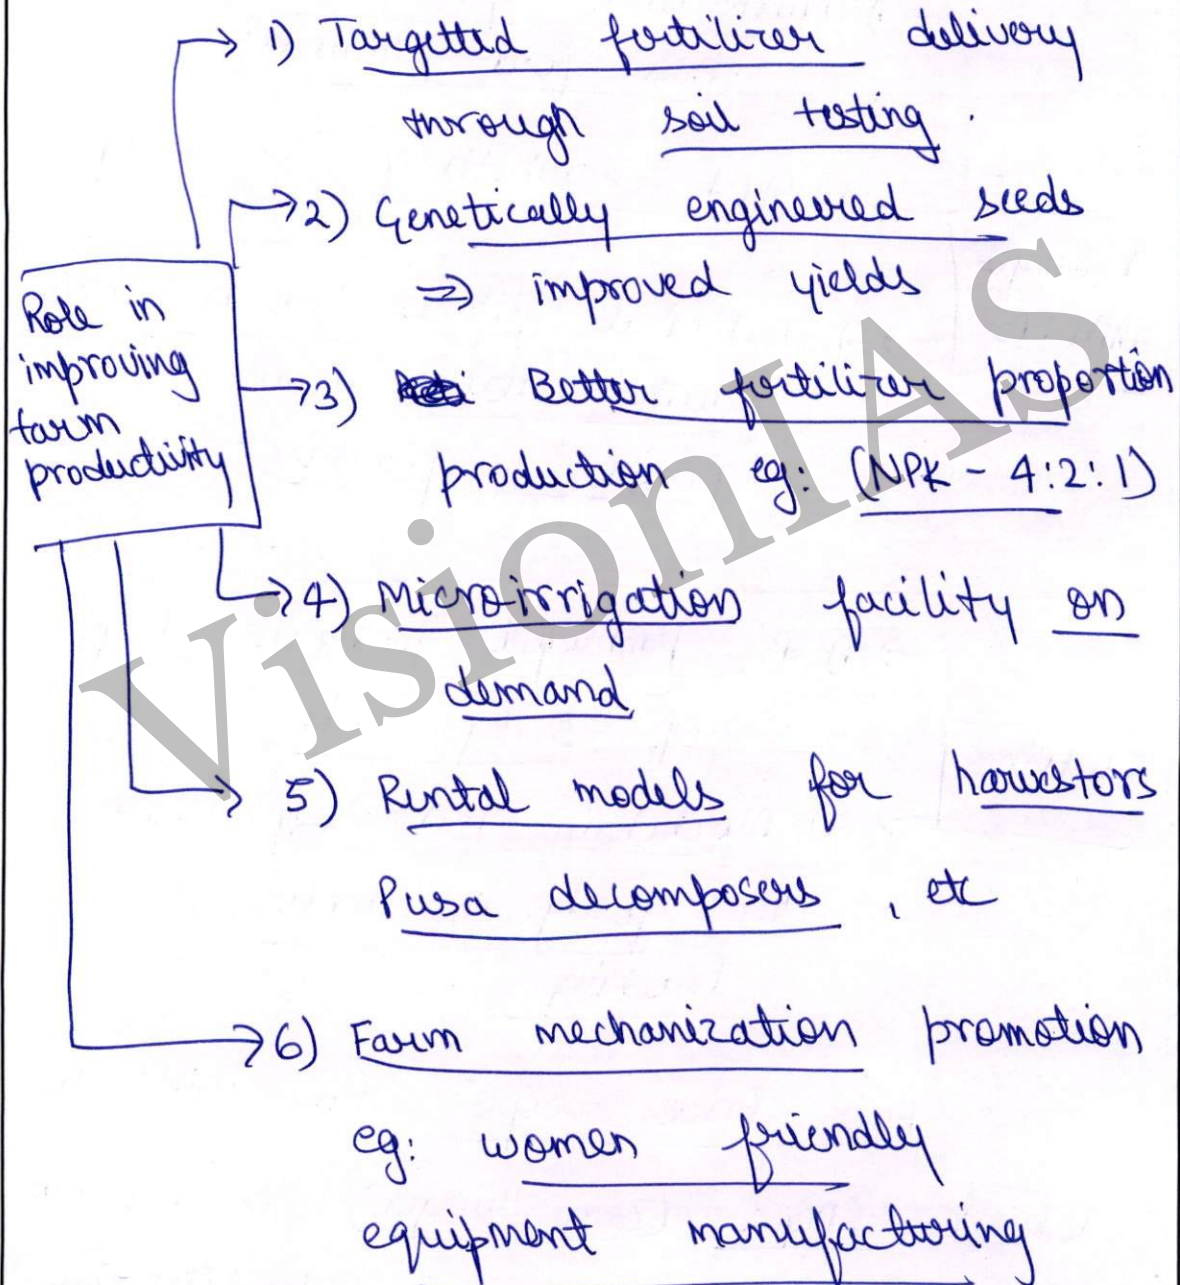 1) Targetted fertilizer delivery
through soil testing.
2) Genetically engineered seeds
⇒ improved yields
Role in
improving
farm
productivity
3) Better fertilizer proportion
production eg: (NPK - 4:2:1)
4) Microirrigation facility on
demand
5) Rental models for harvestors
Pusa decomposers, etc
6) Farm mechanization promotion
eg: women friendly
equipment manufacturing
VisionIAS